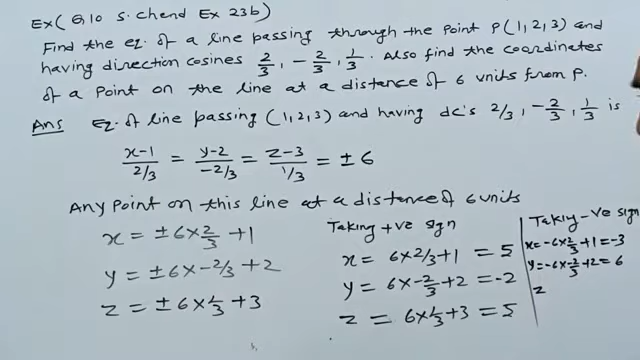 Ex( Q10 S. Chend Ex 23b)
Find the eq. of a line passing through the point P(1, 2, 3) and
having direction cosines 2/3, -2/3, 1/3. Also find the coordinates
of a point on the line at a distance of 6 units from P.
Ans Eq. of line passing (1, 2, 3) and having dc's 2/3, -2/3, 1/3 is
x-1/2/3 = y-2/-2/3 = z-3/1/3 = ±6
Any point on this line at a distance of 6 units
x = ±6×2/3 +1
y = ±6×-2/3 +2
z = ±6×1/3 +3
Taking +ve sign
x = 6×2/3+1 = 5
y = 6×-2/3+2 = -2
z = 6×1/3+3 = 5
Taking -ve sign
x=-6×2/3+1=-3
y=-6×-2/3+2=6
z